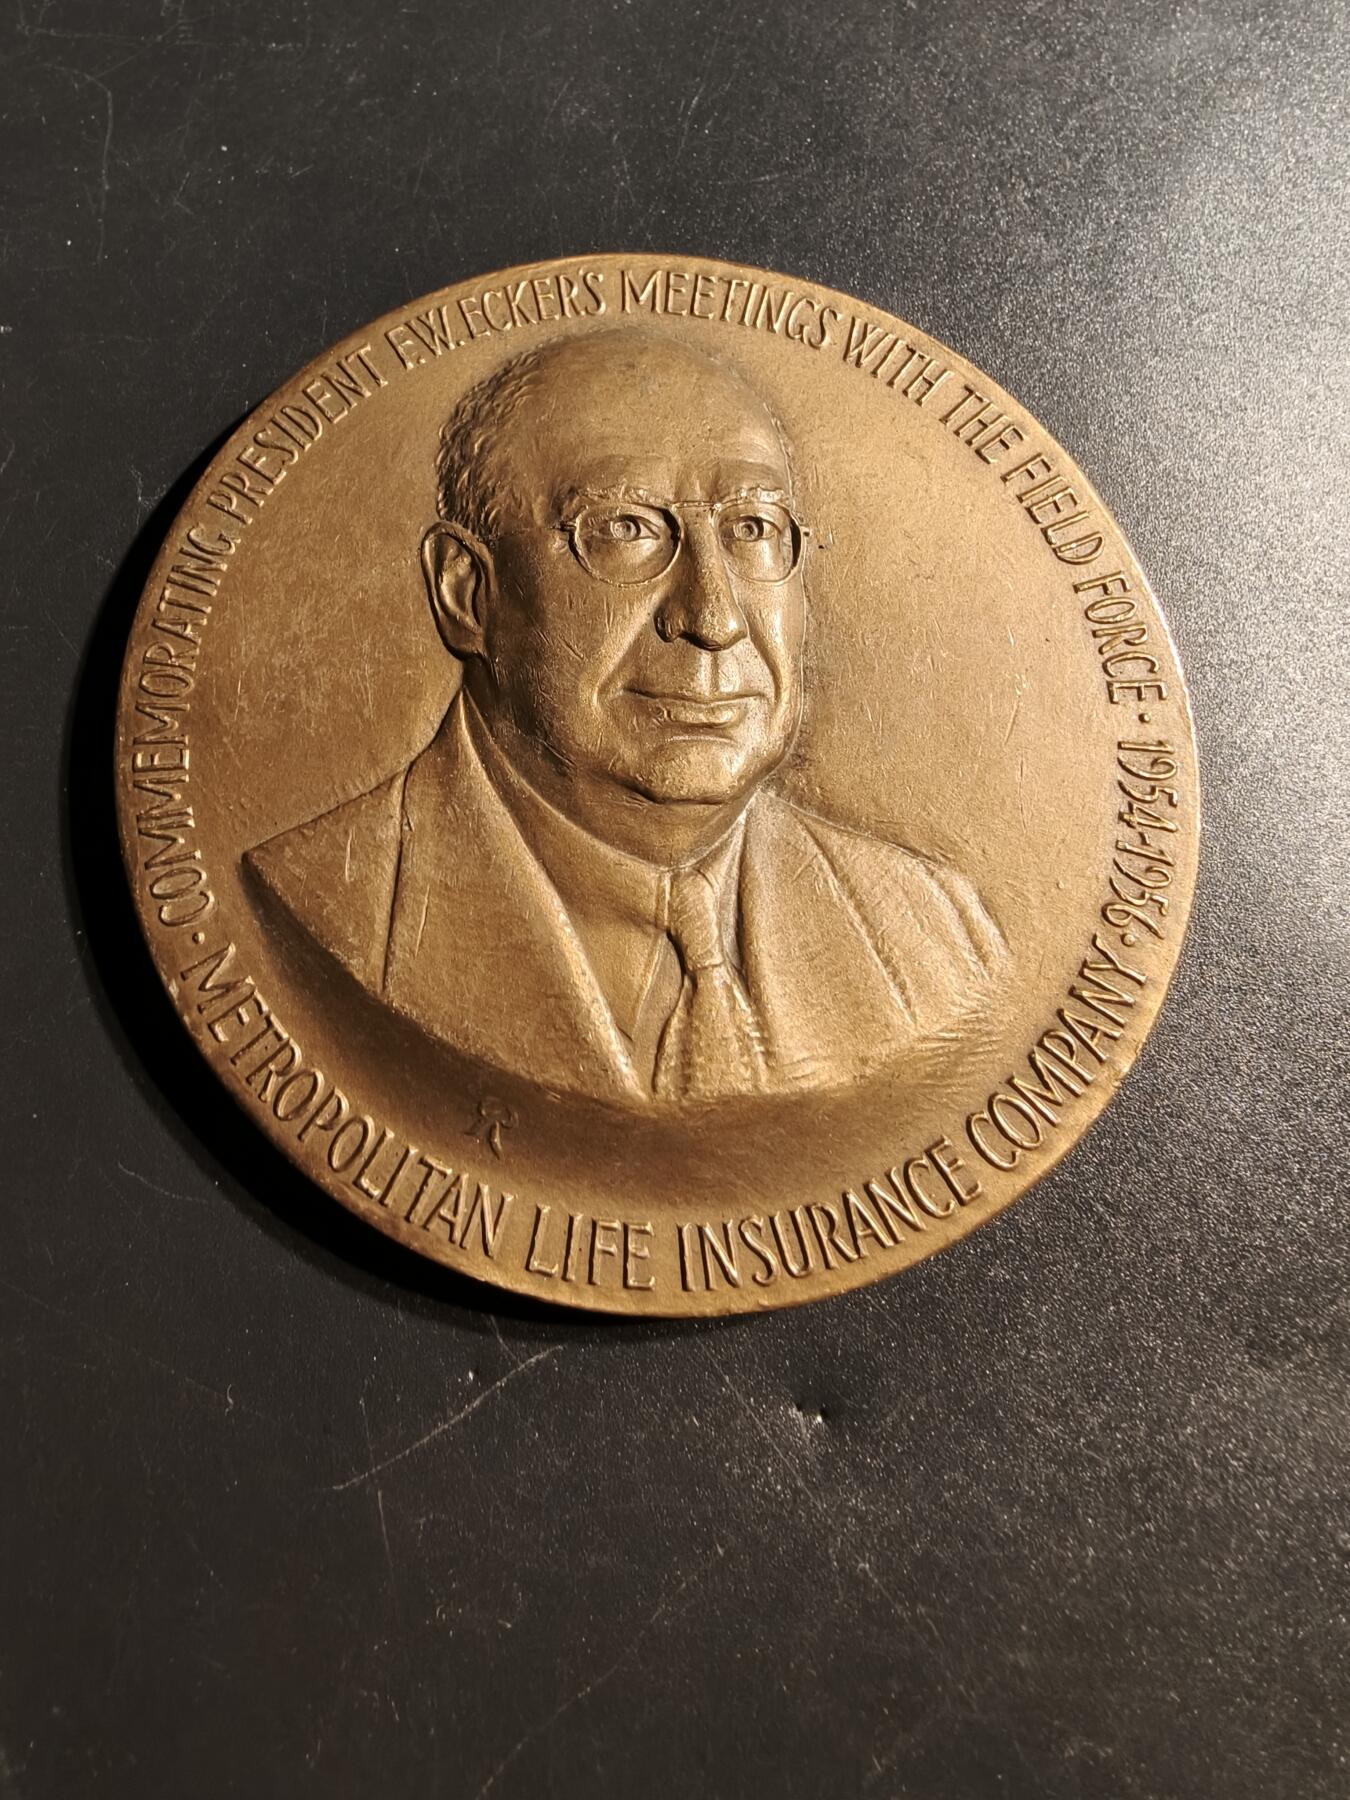 COMMEMORATING PRESIDENT F.W. ECKER'S MEETINGS WITH THE FIELD FORCE · 1954-1956 ·
METROPOLITAN LIFE INSURANCE COMPANY ·
R